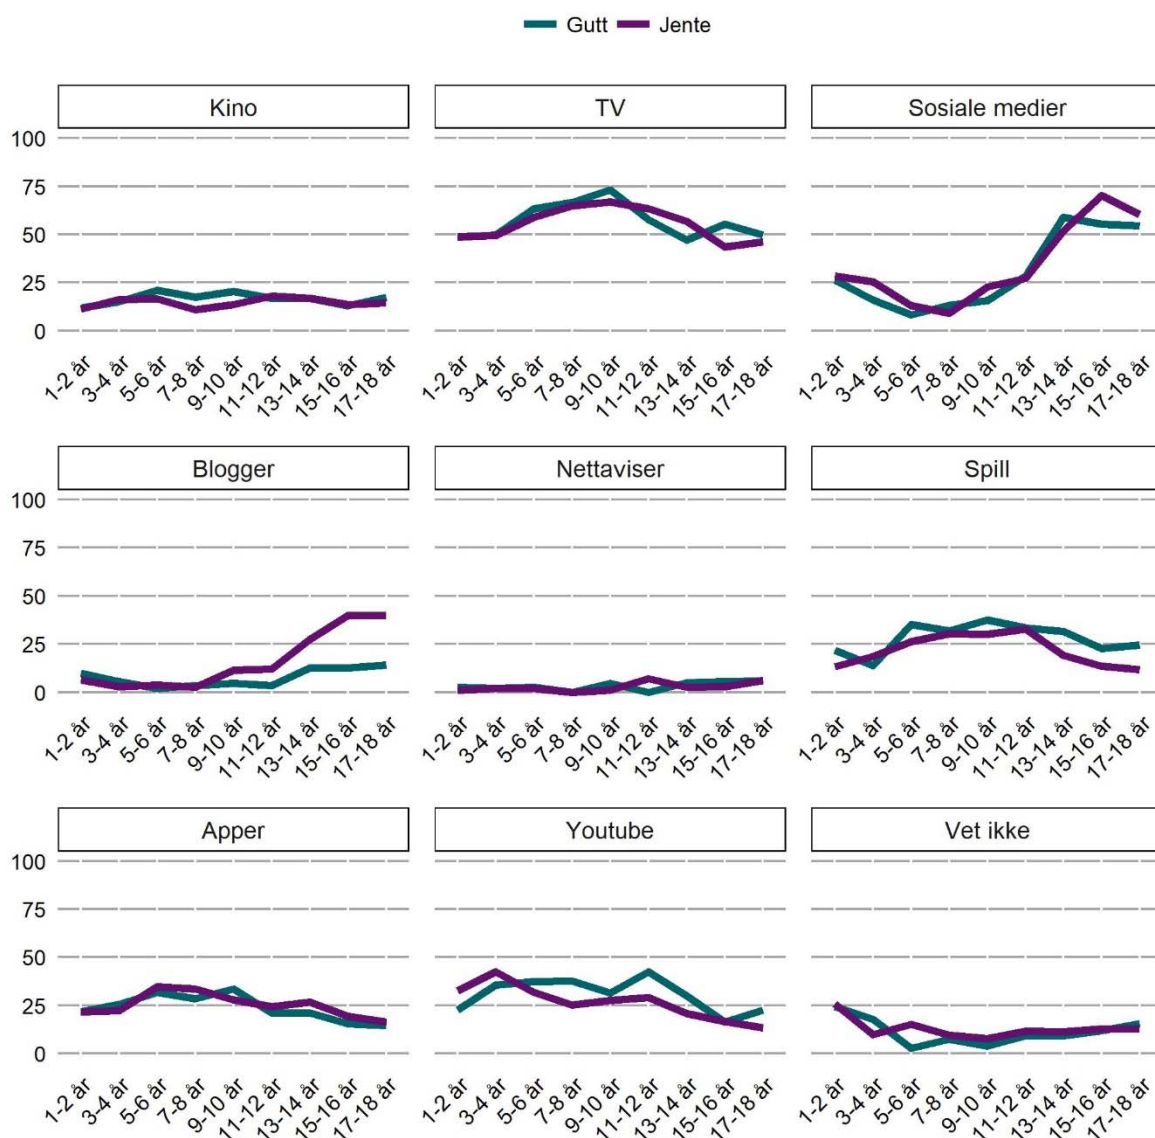 Gutt Jente
Kino TV Sosiale medier
100
75
50
25
0
1-2 år 3-4 år 5-6 år 7-8 år 9-10 år 11-12 år 13-14 år 15-16 år 17-18 år 1-2 år 3-4 år 5-6 år 7-8 år 9-10 år 11-12 år 13-14 år 15-16 år 17-18 år 1-2 år 3-4 år 5-6 år 7-8 år 9-10 år 11-12 år 13-14 år 15-16 år 17-18 år
Blogger Nettaviser Spill
100
75
50
25
0
1-2 år 3-4 år 5-6 år 7-8 år 9-10 år 11-12 år 13-14 år 15-16 år 17-18 år 1-2 år 3-4 år 5-6 år 7-8 år 9-10 år 11-12 år 13-14 år 15-16 år 17-18 år 1-2 år 3-4 år 5-6 år 7-8 år 9-10 år 11-12 år 13-14 år 15-16 år 17-18 år
Apper Youtube Vet ikke
100
75
50
25
0
1-2 år 3-4 år 5-6 år 7-8 år 9-10 år 11-12 år 13-14 år 15-16 år 17-18 år 1-2 år 3-4 år 5-6 år 7-8 år 9-10 år 11-12 år 13-14 år 15-16 år 17-18 år 1-2 år 3-4 år 5-6 år 7-8 år 9-10 år 11-12 år 13-14 år 15-16 år 17-18 år